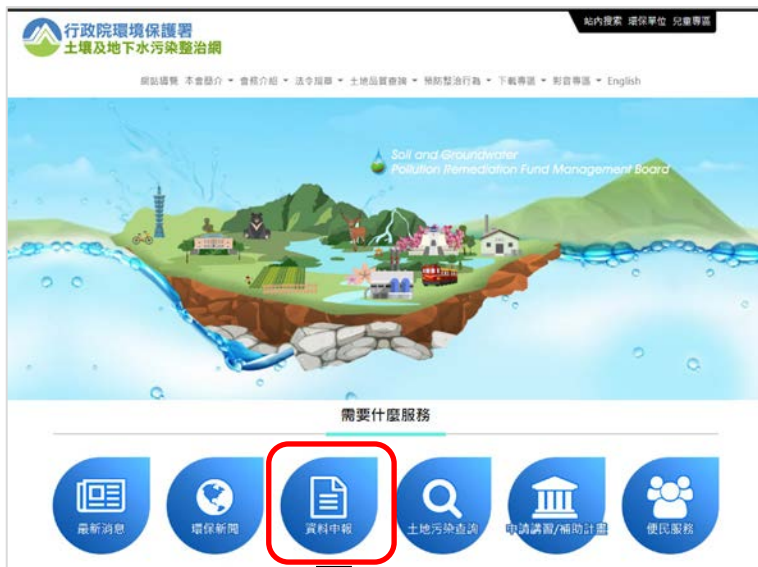 站內搜索 環保單位 兒童專區
行政院環境保護署
土壤及地下水污染整治網
網站導覽 本會簡介 會務介紹 法令規章 土地品質查詢 預防整治行為 下載專區 影音專區 English
Soil and Groundwater
Pollution Remediation Fund Management Board
需要什麼服務
最新消息 環保新聞 資料申報 土地污染查詢 申請講習/補助計畫 便民服務